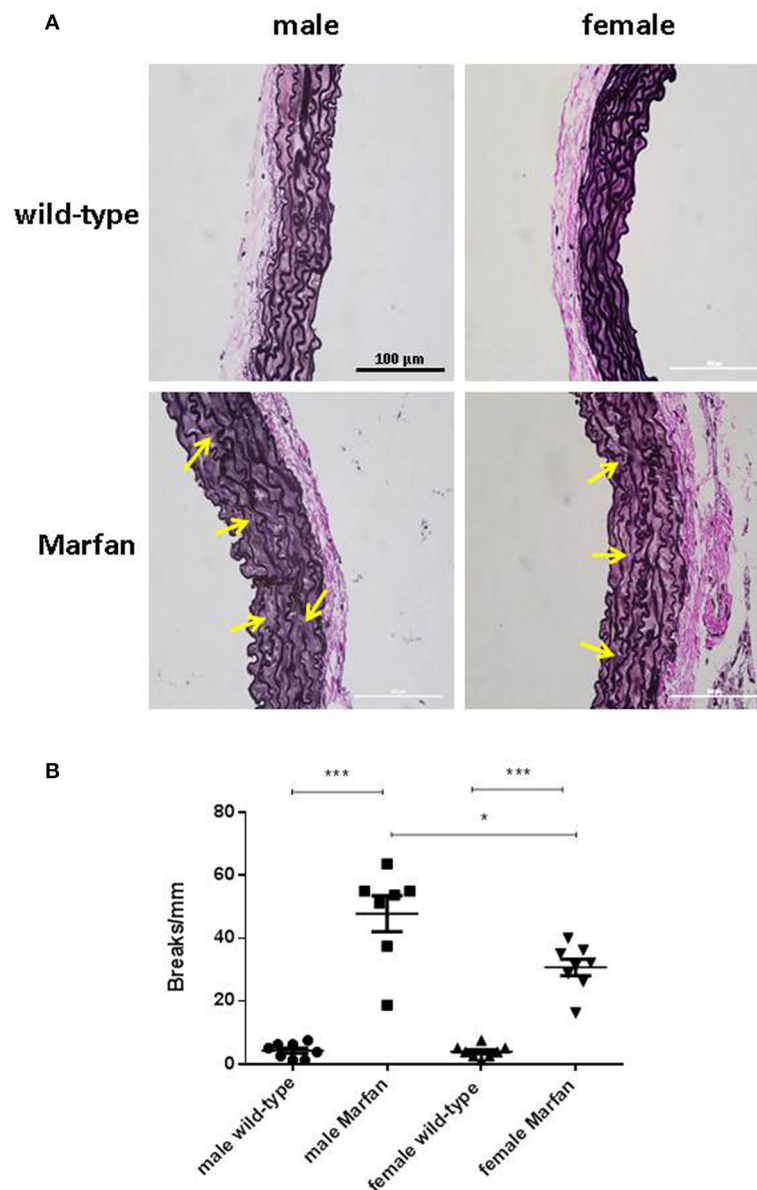 A
male female
wild-type
100 µm
Marfan
B
*** ***
*
80
60
40
20
0
Breaks/mm
male wild-type
male Marfan
female wild-type
female Marfan